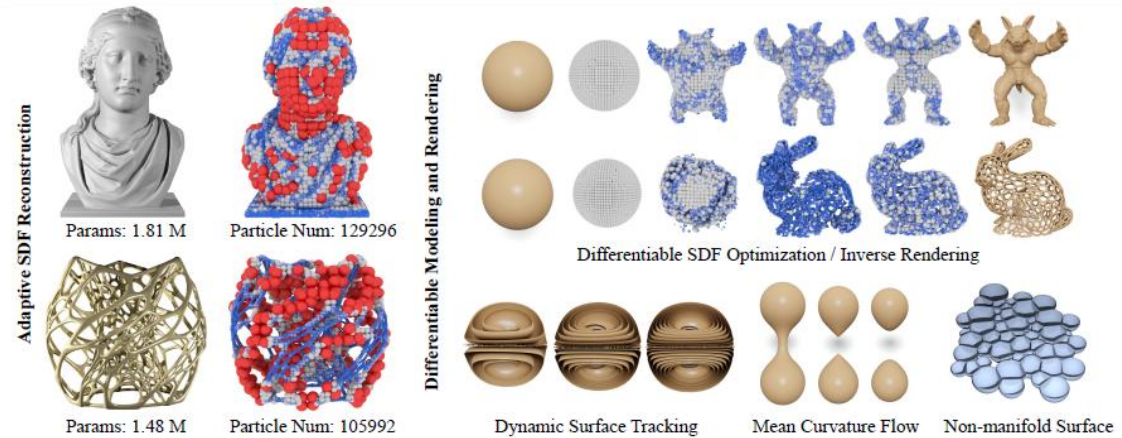 Adaptive SDF Reconstruction
Params: 1.81 M
Particle Num: 129296
Params: 1.48 M
Particle Num: 105992
Differentiable Modeling and Rendering
Differentiable SDF Optimization / Inverse Rendering
Dynamic Surface Tracking
Mean Curvature Flow
Non-manifold Surface